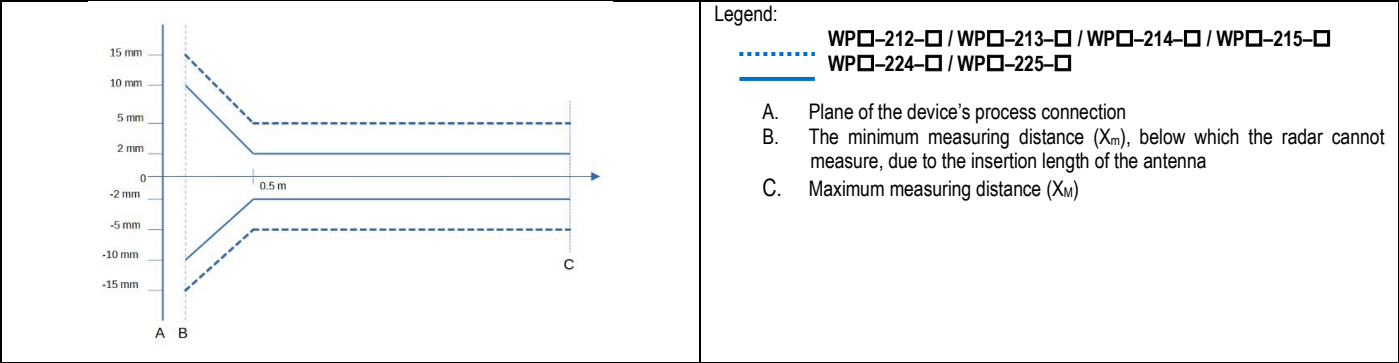 15 mm
10 mm
5 mm
2 mm
0
0.5 m
-2 mm
-5 mm
-10 mm
-15 mm
C
A B
Legend:
WP☐–212–☐ / WP☐–213–☐ / WP☐–214–☐ / WP☐–215–☐
WP☐–224–☐ / WP☐–225–☐
A. Plane of the device’s process connection
B. The minimum measuring distance (Xm), below which the radar cannot
measure, due to the insertion length of the antenna
C. Maximum measuring distance (XM)